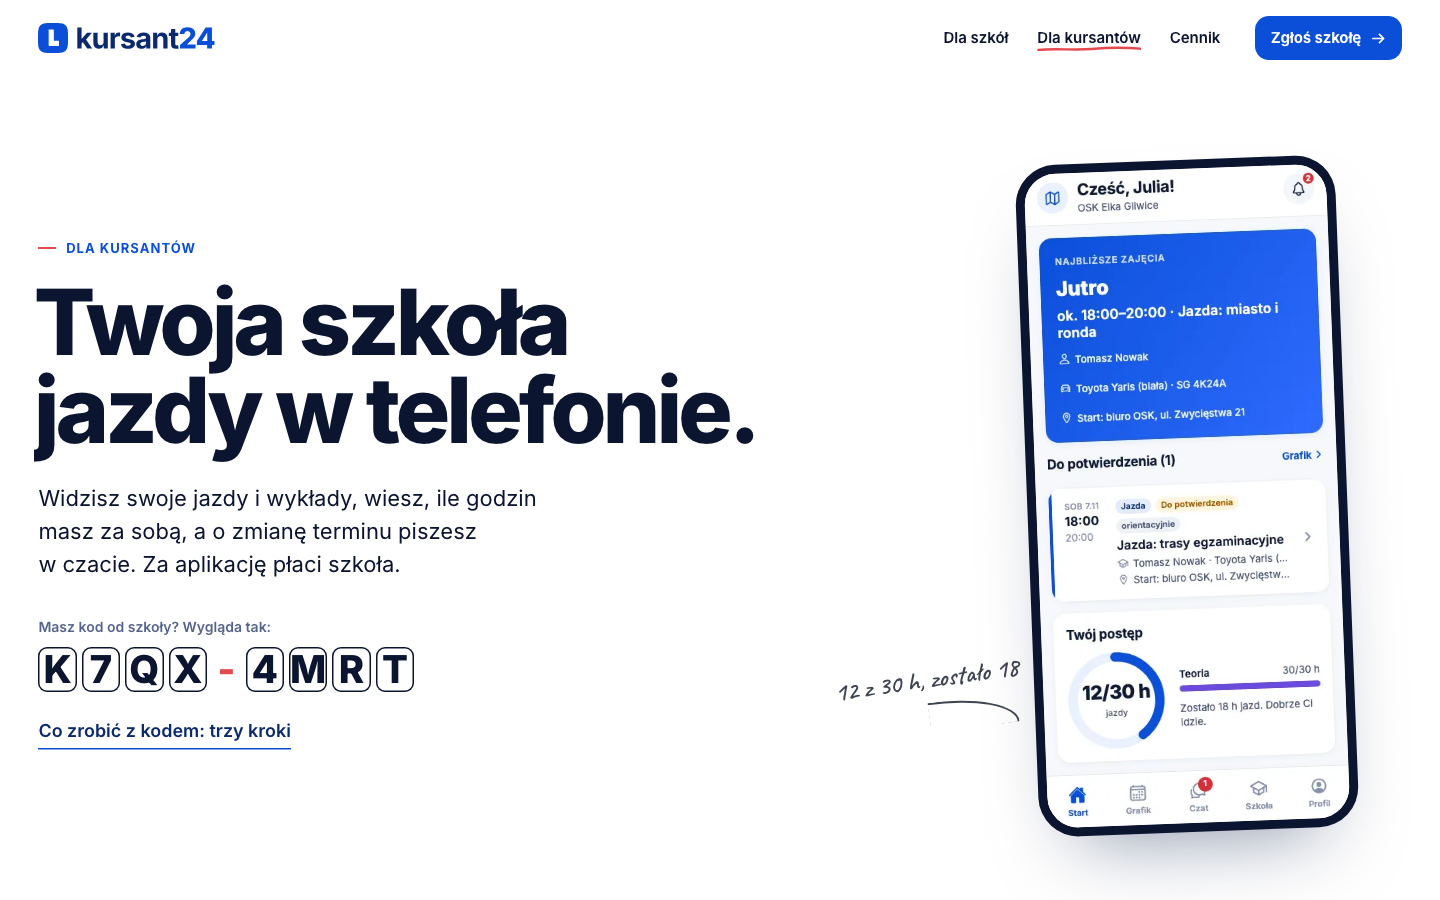 L kursant24
Dla szkół
Dla kursantów
Cennik
Zgłoś szkołę →
DLA KURSANTÓW
Twoja szkoła
jazdy w telefonie.
Widzisz swoje jazdy i wykłady, wiesz, ile godzin
masz za sobą, a o zmianę terminu piszesz
w czacie. Za aplikację płaci szkoła.
Masz kod od szkoły? Wygląda tak:
K7QX-4MRT
Co zrobić z kodem: trzy kroki
12 z 30 h, zostało 18
Cześć, Julia!
OSK Elka Gliwice
2
NAJBLIŻSZE ZAJĘCIA
Jutro
ok. 18:00–20:00 · Jazda: miasto i
ronda
Tomasz Nowak
Toyota Yaris (biała) · SG 4K24A
Start: biuro OSK, ul. Zwycięstwa 21
Do potwierdzenia (1)
Grafik
SOB 7.11
18:00
20:00
Jazda
Do potwierdzenia
orientacyjnie
Jazda: trasy egzaminacyjne
Tomasz Nowak · Toyota Yaris (...
Start: biuro OSK, ul. Zwycięstw...
Twój postęp
12/30 h
jazdy
Teoria
30/30 h
Zostało 18 h jazd. Dobrze Ci
idzie.
Start
Grafik
1
Czat
Szkoła
Profil